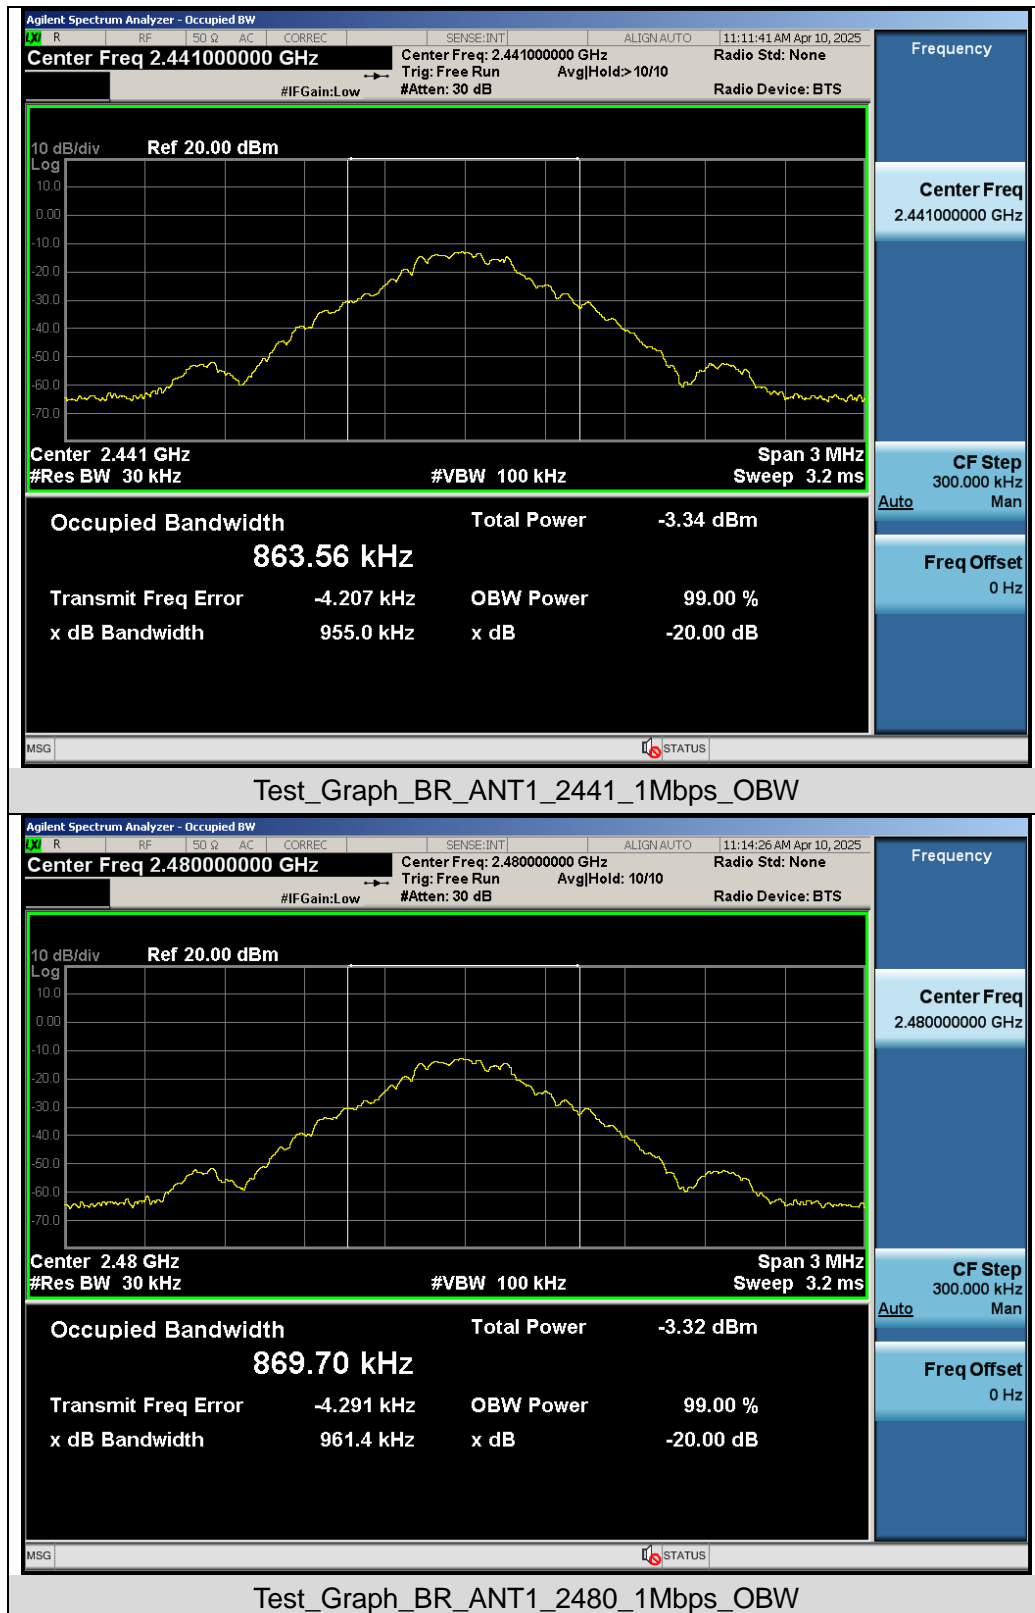 Agilent Spectrum Analyzer - Occupied BW
LXI R RF 50 Ω AC CORREC SENSE:INT ALIGN AUTO 11:11:41 AM Apr 10, 2025
Center Freq 2.441000000 GHz
Center Freq: 2.441000000 GHz
Radio Std: None
Trig: Free Run Avg|Hold:> 10/10
#IFGain:Low
#Atten: 30 dB
Radio Device: BTS
Frequency
10 dB/div Ref 20.00 dBm
Log
10.0
0.00
-10.0
-20.0
-30.0
-40.0
-50.0
-60.0
-70.0
Center Freq
2.441000000 GHz
Center 2.441 GHz Span 3 MHz
#Res BW 30 kHz #VBW 100 kHz Sweep 3.2 ms
CF Step
300.000 kHz
Auto Man
Occupied Bandwidth Total Power -3.34 dBm
863.56 kHz
Transmit Freq Error -4.207 kHz OBW Power 99.00 %
x dB Bandwidth 955.0 kHz x dB -20.00 dB
Freq Offset
0 Hz
MSG STATUS
Test_Graph_BR_ANT1_2441_1Mbps_OBW
Agilent Spectrum Analyzer - Occupied BW
LXI R RF 50 Ω AC CORREC SENSE:INT ALIGN AUTO 11:14:26 AM Apr 10, 2025
Center Freq 2.480000000 GHz
Center Freq: 2.480000000 GHz
Radio Std: None
Trig: Free Run Avg|Hold: 10/10
#IFGain:Low
#Atten: 30 dB
Radio Device: BTS
Frequency
10 dB/div Ref 20.00 dBm
Log
10.0
0.00
-10.0
-20.0
-30.0
-40.0
-50.0
-60.0
-70.0
Center Freq
2.480000000 GHz
Center 2.48 GHz Span 3 MHz
#Res BW 30 kHz #VBW 100 kHz Sweep 3.2 ms
CF Step
300.000 kHz
Auto Man
Occupied Bandwidth Total Power -3.32 dBm
869.70 kHz
Transmit Freq Error -4.291 kHz OBW Power 99.00 %
x dB Bandwidth 961.4 kHz x dB -20.00 dB
Freq Offset
0 Hz
MSG STATUS
Test_Graph_BR_ANT1_2480_1Mbps_OBW